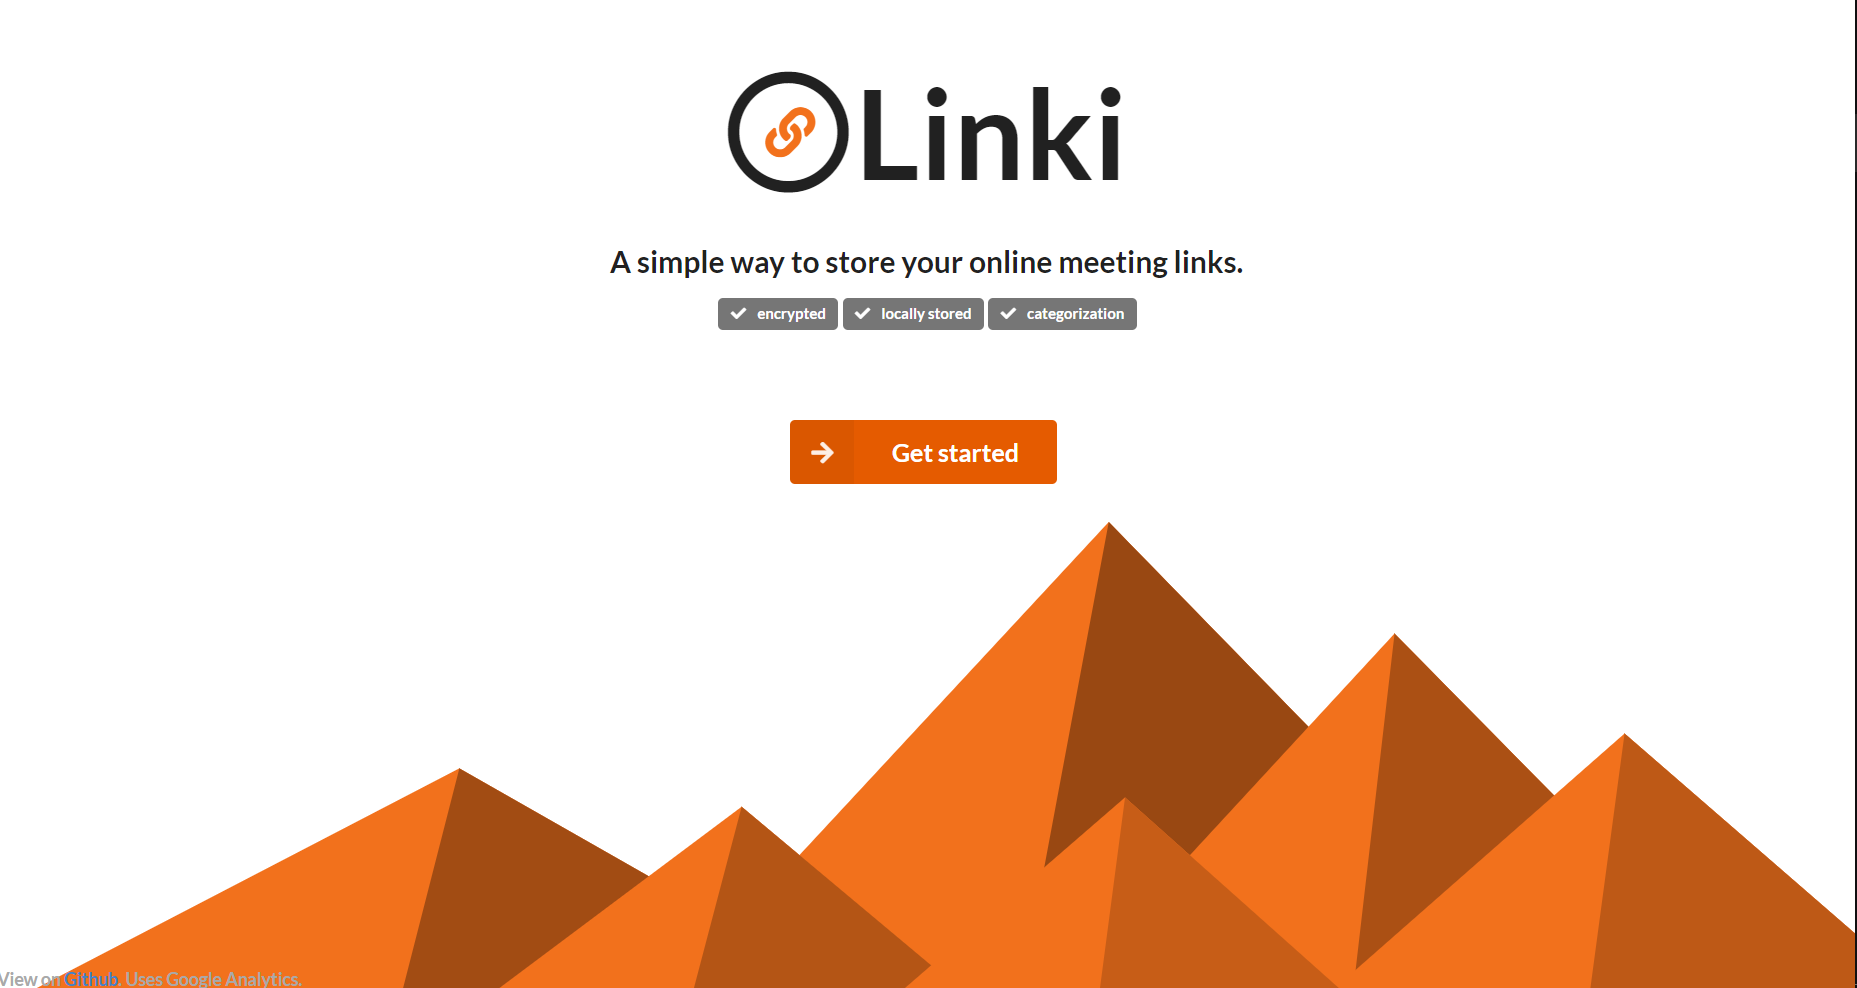 Linki
A simple way to store your online meeting links.
encrypted locally stored categorization
Get started
View on Github. Uses Google Analytics.